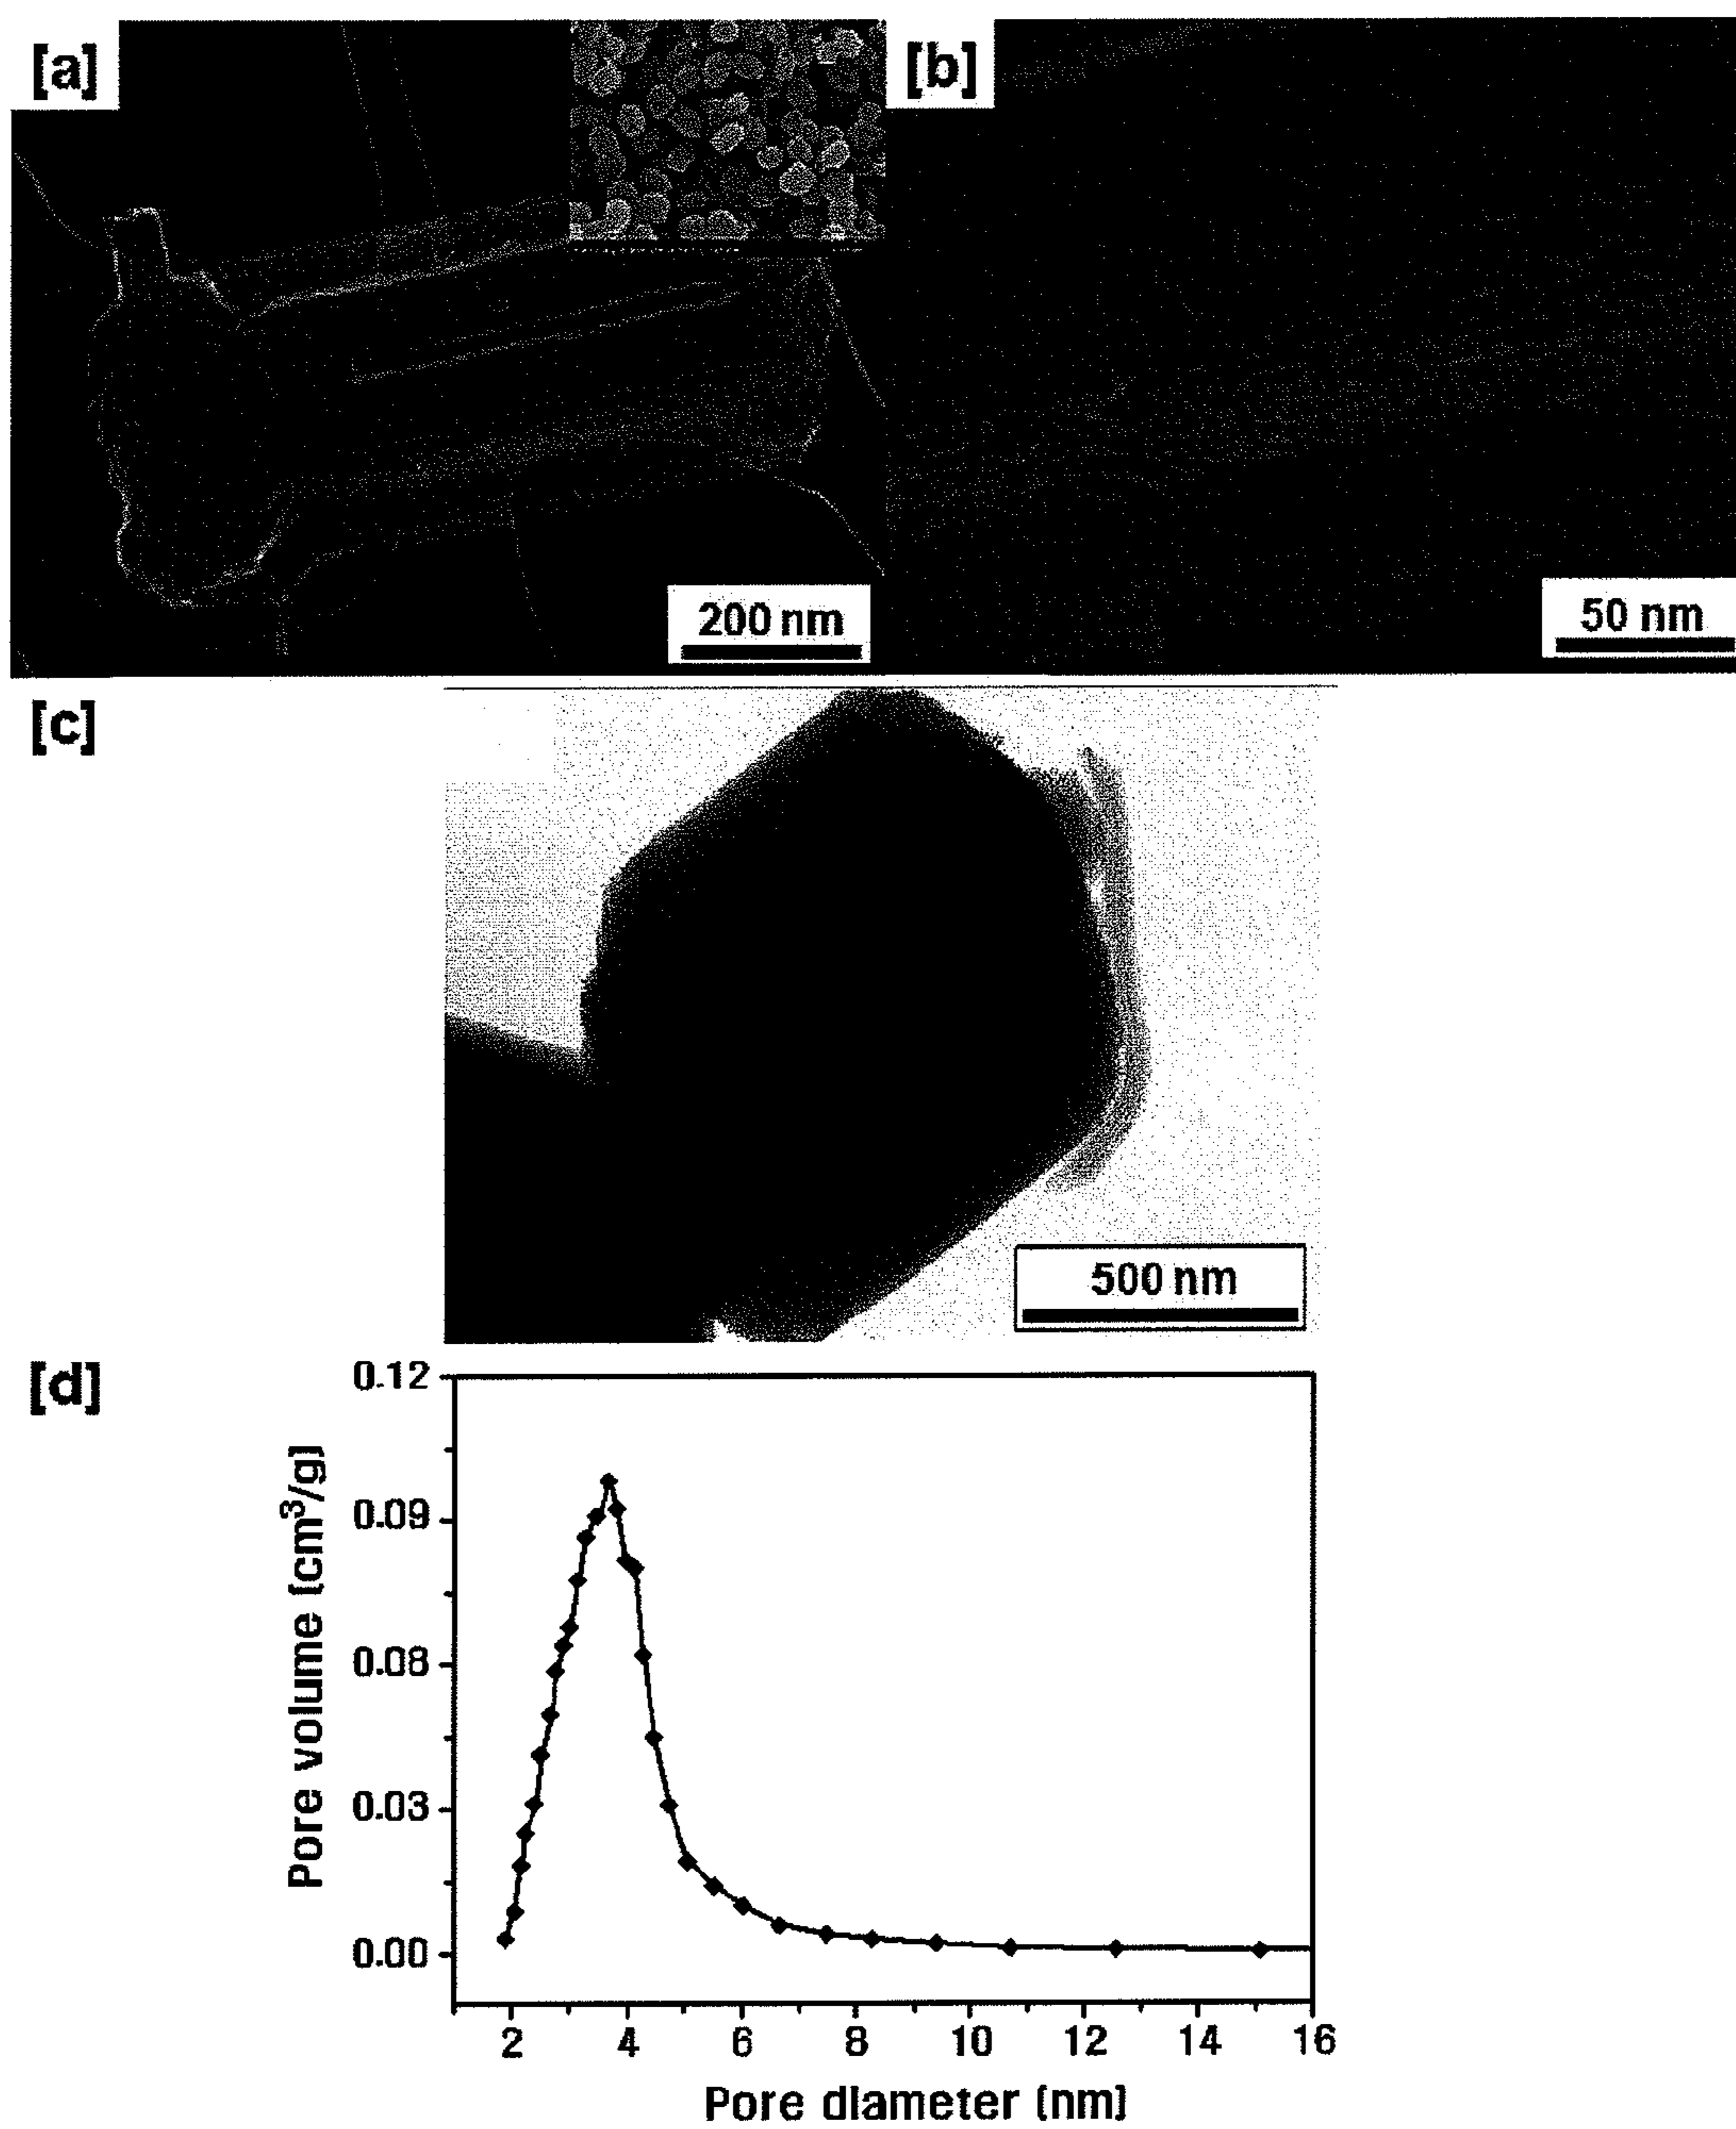 [a]
[b]
200 nm
50 nm
[c]
500 nm
[d]
0.12
0.09
0.08
0.03
0.00
Pore volume (cm³/g)
2 4 6 8 10 12 14 16
Pore diameter (nm)